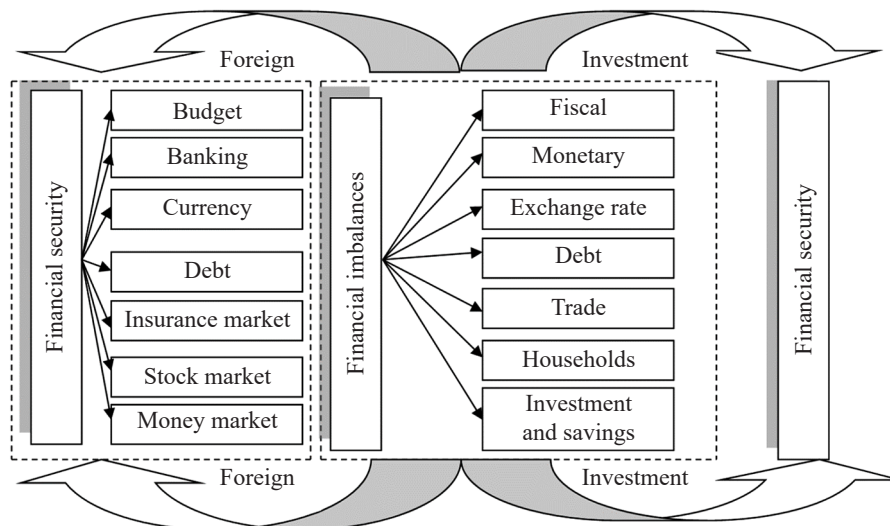 Foreign
Investment
Financial security
Budget
Banking
Currency
Debt
Insurance market
Stock market
Money market
Financial imbalances
Fiscal
Monetary
Exchange rate
Debt
Trade
Households
Investment
and savings
Financial security
Foreign
Investment